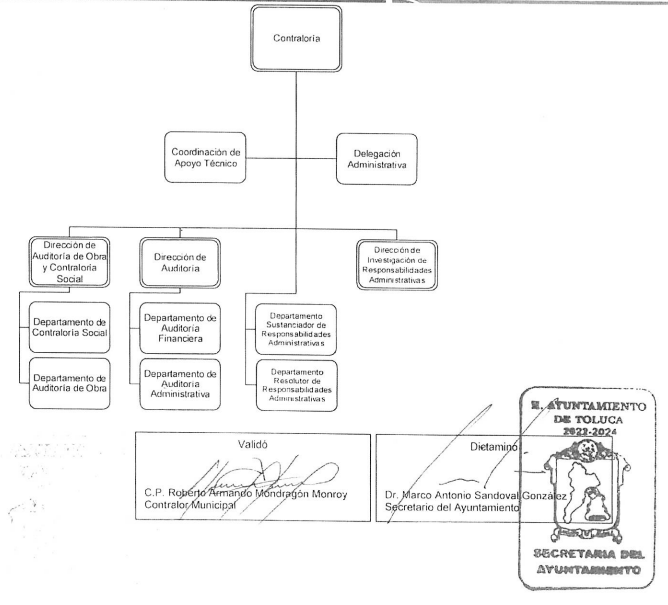 Contraloría
Coordinación de
Apoyo Técnico
Delegación
Administrativa
Dirección de
Auditoría de Obra
y Contraloría
Social
Dirección de
Auditoría
Dirección de
Investigación de
Responsabilidades
Administrativas
Departamento de
Contraloría Social
Departamento de
Auditoría
Financiera
Departamento
Sustanciador de
Responsabilidades
Administrativas
Departamento de
Auditoría de Obra
Departamento de
Auditoría
Administrativa
Departamento
Resolutor de
Responsabilidades
Administrativas
Validó
C.P. Roberto Armando Mondragón Monroy
Contralor Municipal
Dictaminó
Dr. Marco Antonio Sandoval González
Secretario del Ayuntamiento
H. AYUNTAMIENTO
DE TOLUCA
2022-2024
SECRETARIA DEL
AYUNTAMIENTO